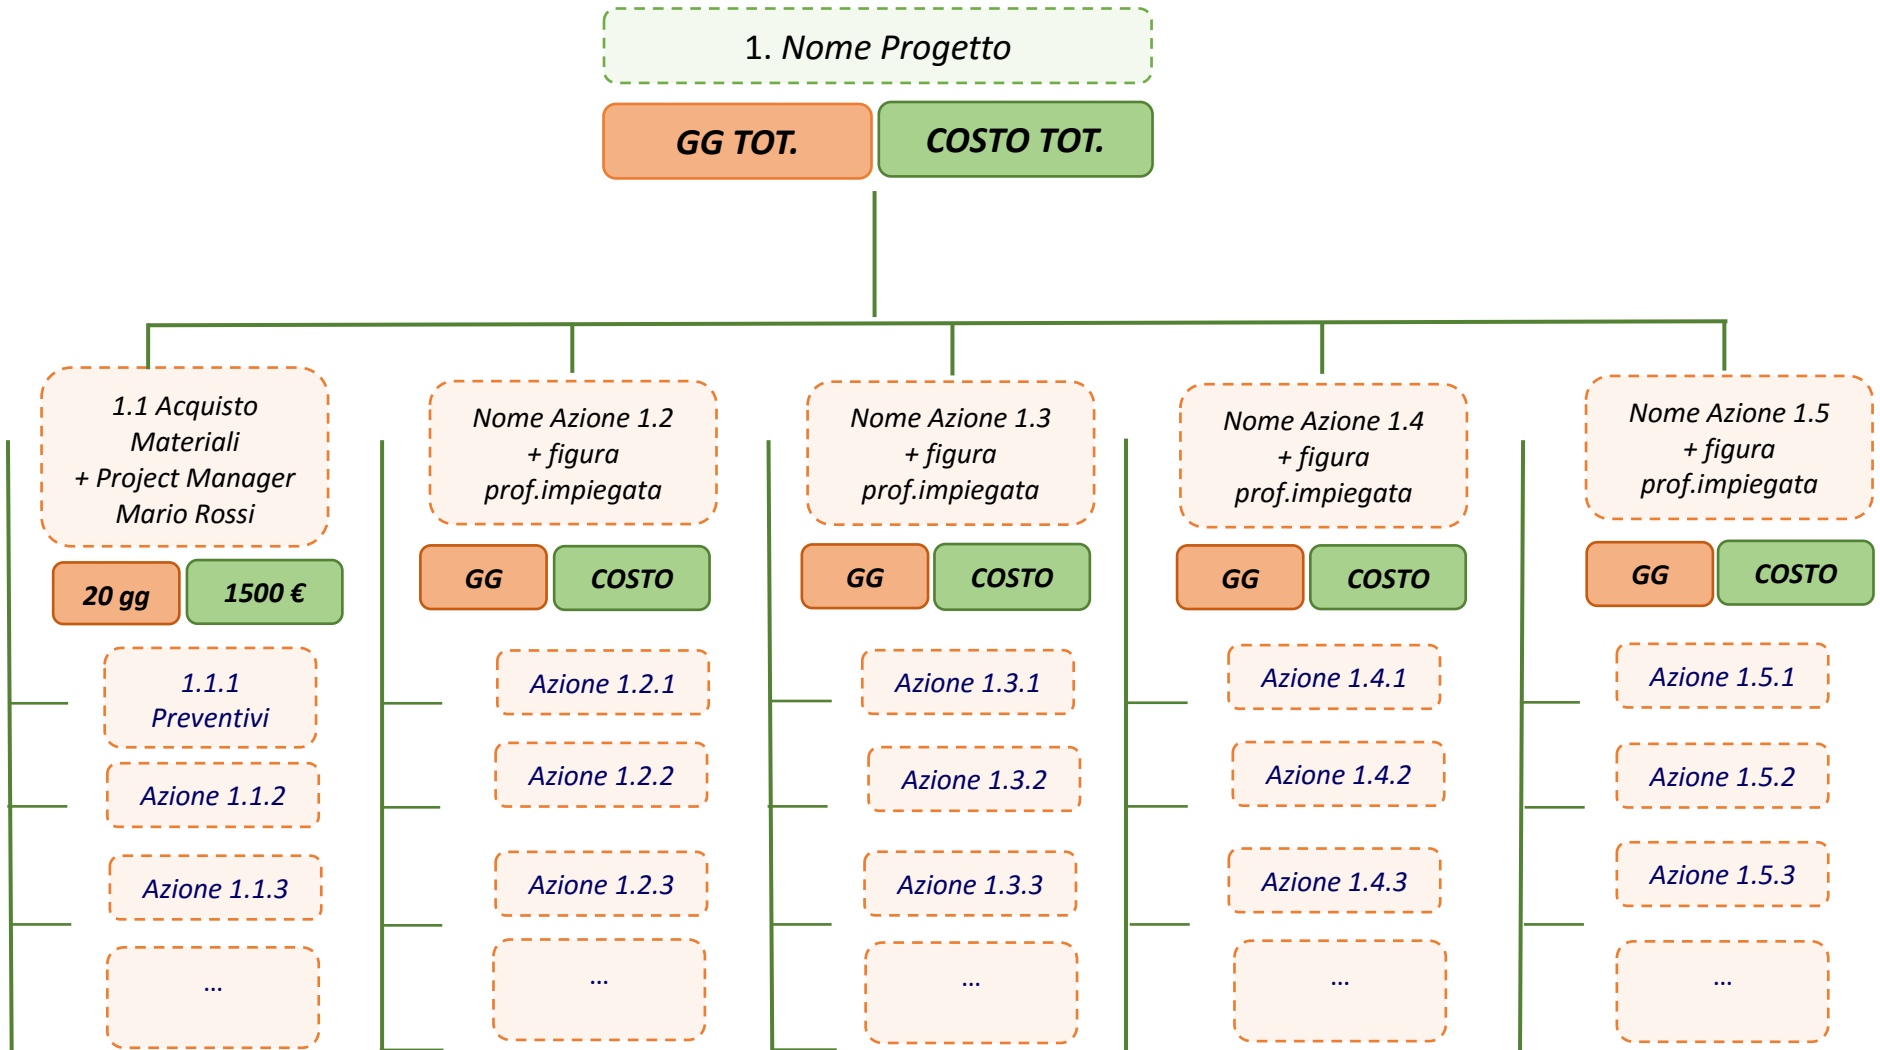 1. Nome Progetto
GG TOT.
COSTO TOT.
1.1 Acquisto
Materiali
+ Project Manager
Mario Rossi
20 gg
1500 €
1.1.1
Preventivi
Azione 1.1.2
Azione 1.1.3
...
Nome Azione 1.2
+ figura
prof.impiegata
GG
COSTO
Azione 1.2.1
Azione 1.2.2
Azione 1.2.3
...
Nome Azione 1.3
+ figura
prof.impiegata
GG
COSTO
Azione 1.3.1
Azione 1.3.2
Azione 1.3.3
...
Nome Azione 1.4
+ figura
prof.impiegata
GG
COSTO
Azione 1.4.1
Azione 1.4.2
Azione 1.4.3
...
Nome Azione 1.5
+ figura
prof.impiegata
GG
COSTO
Azione 1.5.1
Azione 1.5.2
Azione 1.5.3
...